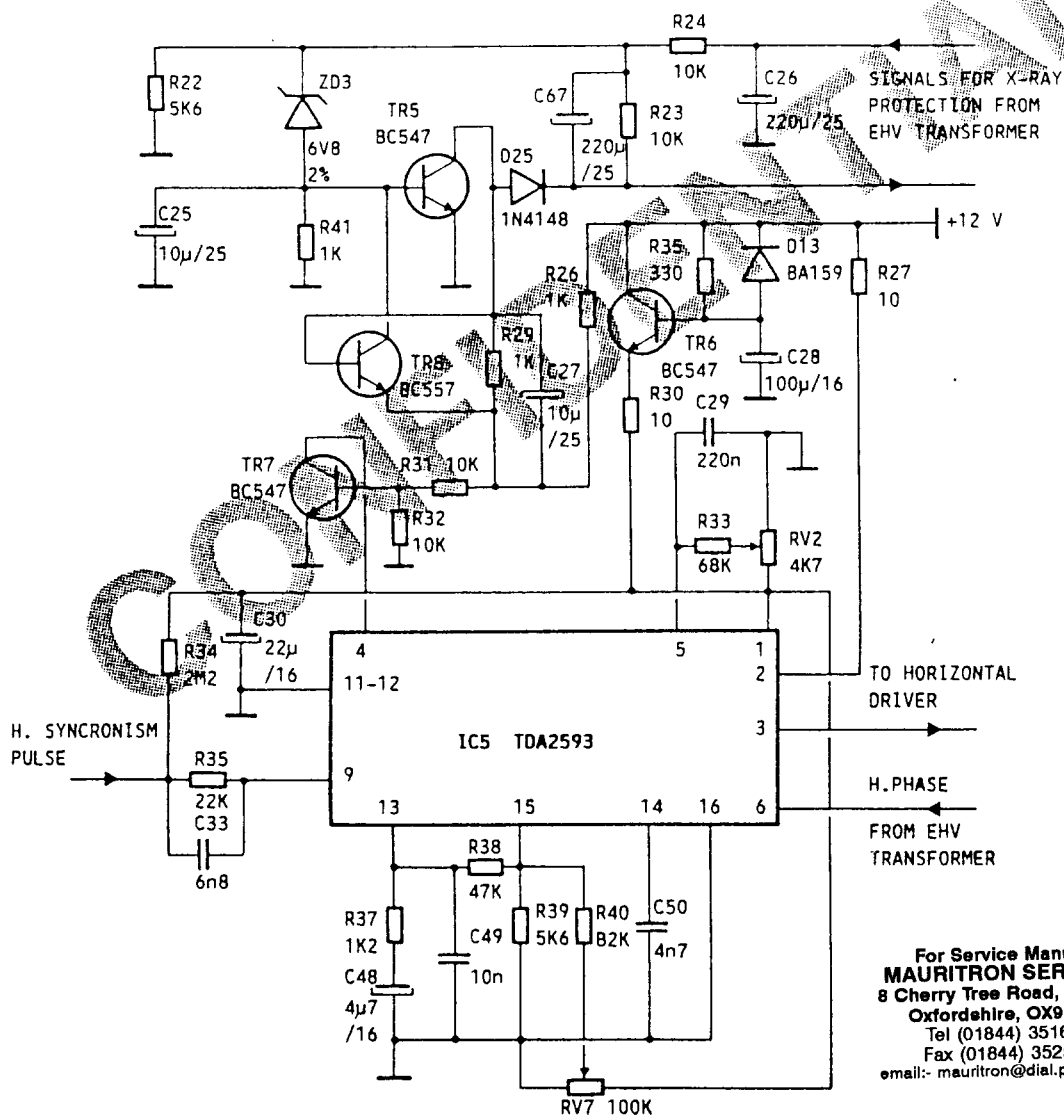 R24
10K
C26
220µ/25
SIGNALS FOR X-RAY
PROTECTION FROM
EHV TRANSFORMER
R22
5K6
ZD3
6V8
2%
TR5
BC547
C67
220µ
/25
R23
10K
D25
1N4148
C25
10µ/25
R41
1K
+12 V
R26
1K
R35
330
D13
BA159
R27
10
TR6
BC547
C28
100µ/16
TR8
BC557
R29
1K
C27
10µ
/25
R30
10
C29
220n
TR7
BC547
R31 10K
R32
10K
R33
68K
RV2
4K7
CONFIDENTIAL
R34
2M2
C30
22µ
/16
4
5
1
11-12
2
TO HORIZONTAL
DRIVER
3
IC5 TDA2593
H. SYNCRONISM
PULSE
R35
22K
C33
6n8
9
H.PHASE
6
FROM EHV
TRANSFORMER
13
15
14
16
R38
47K
R37
1K2
C49
10n
R39
5K6
R40
82K
C50
4n7
C48
4µ7
/16
RV7 100K
For Service Manu
MAURITRON SER
8 Cherry Tree Road,
Oxfordshire, OX9
Tel (01844) 3516
Fax (01844) 352
email:- mauritron@dial.p